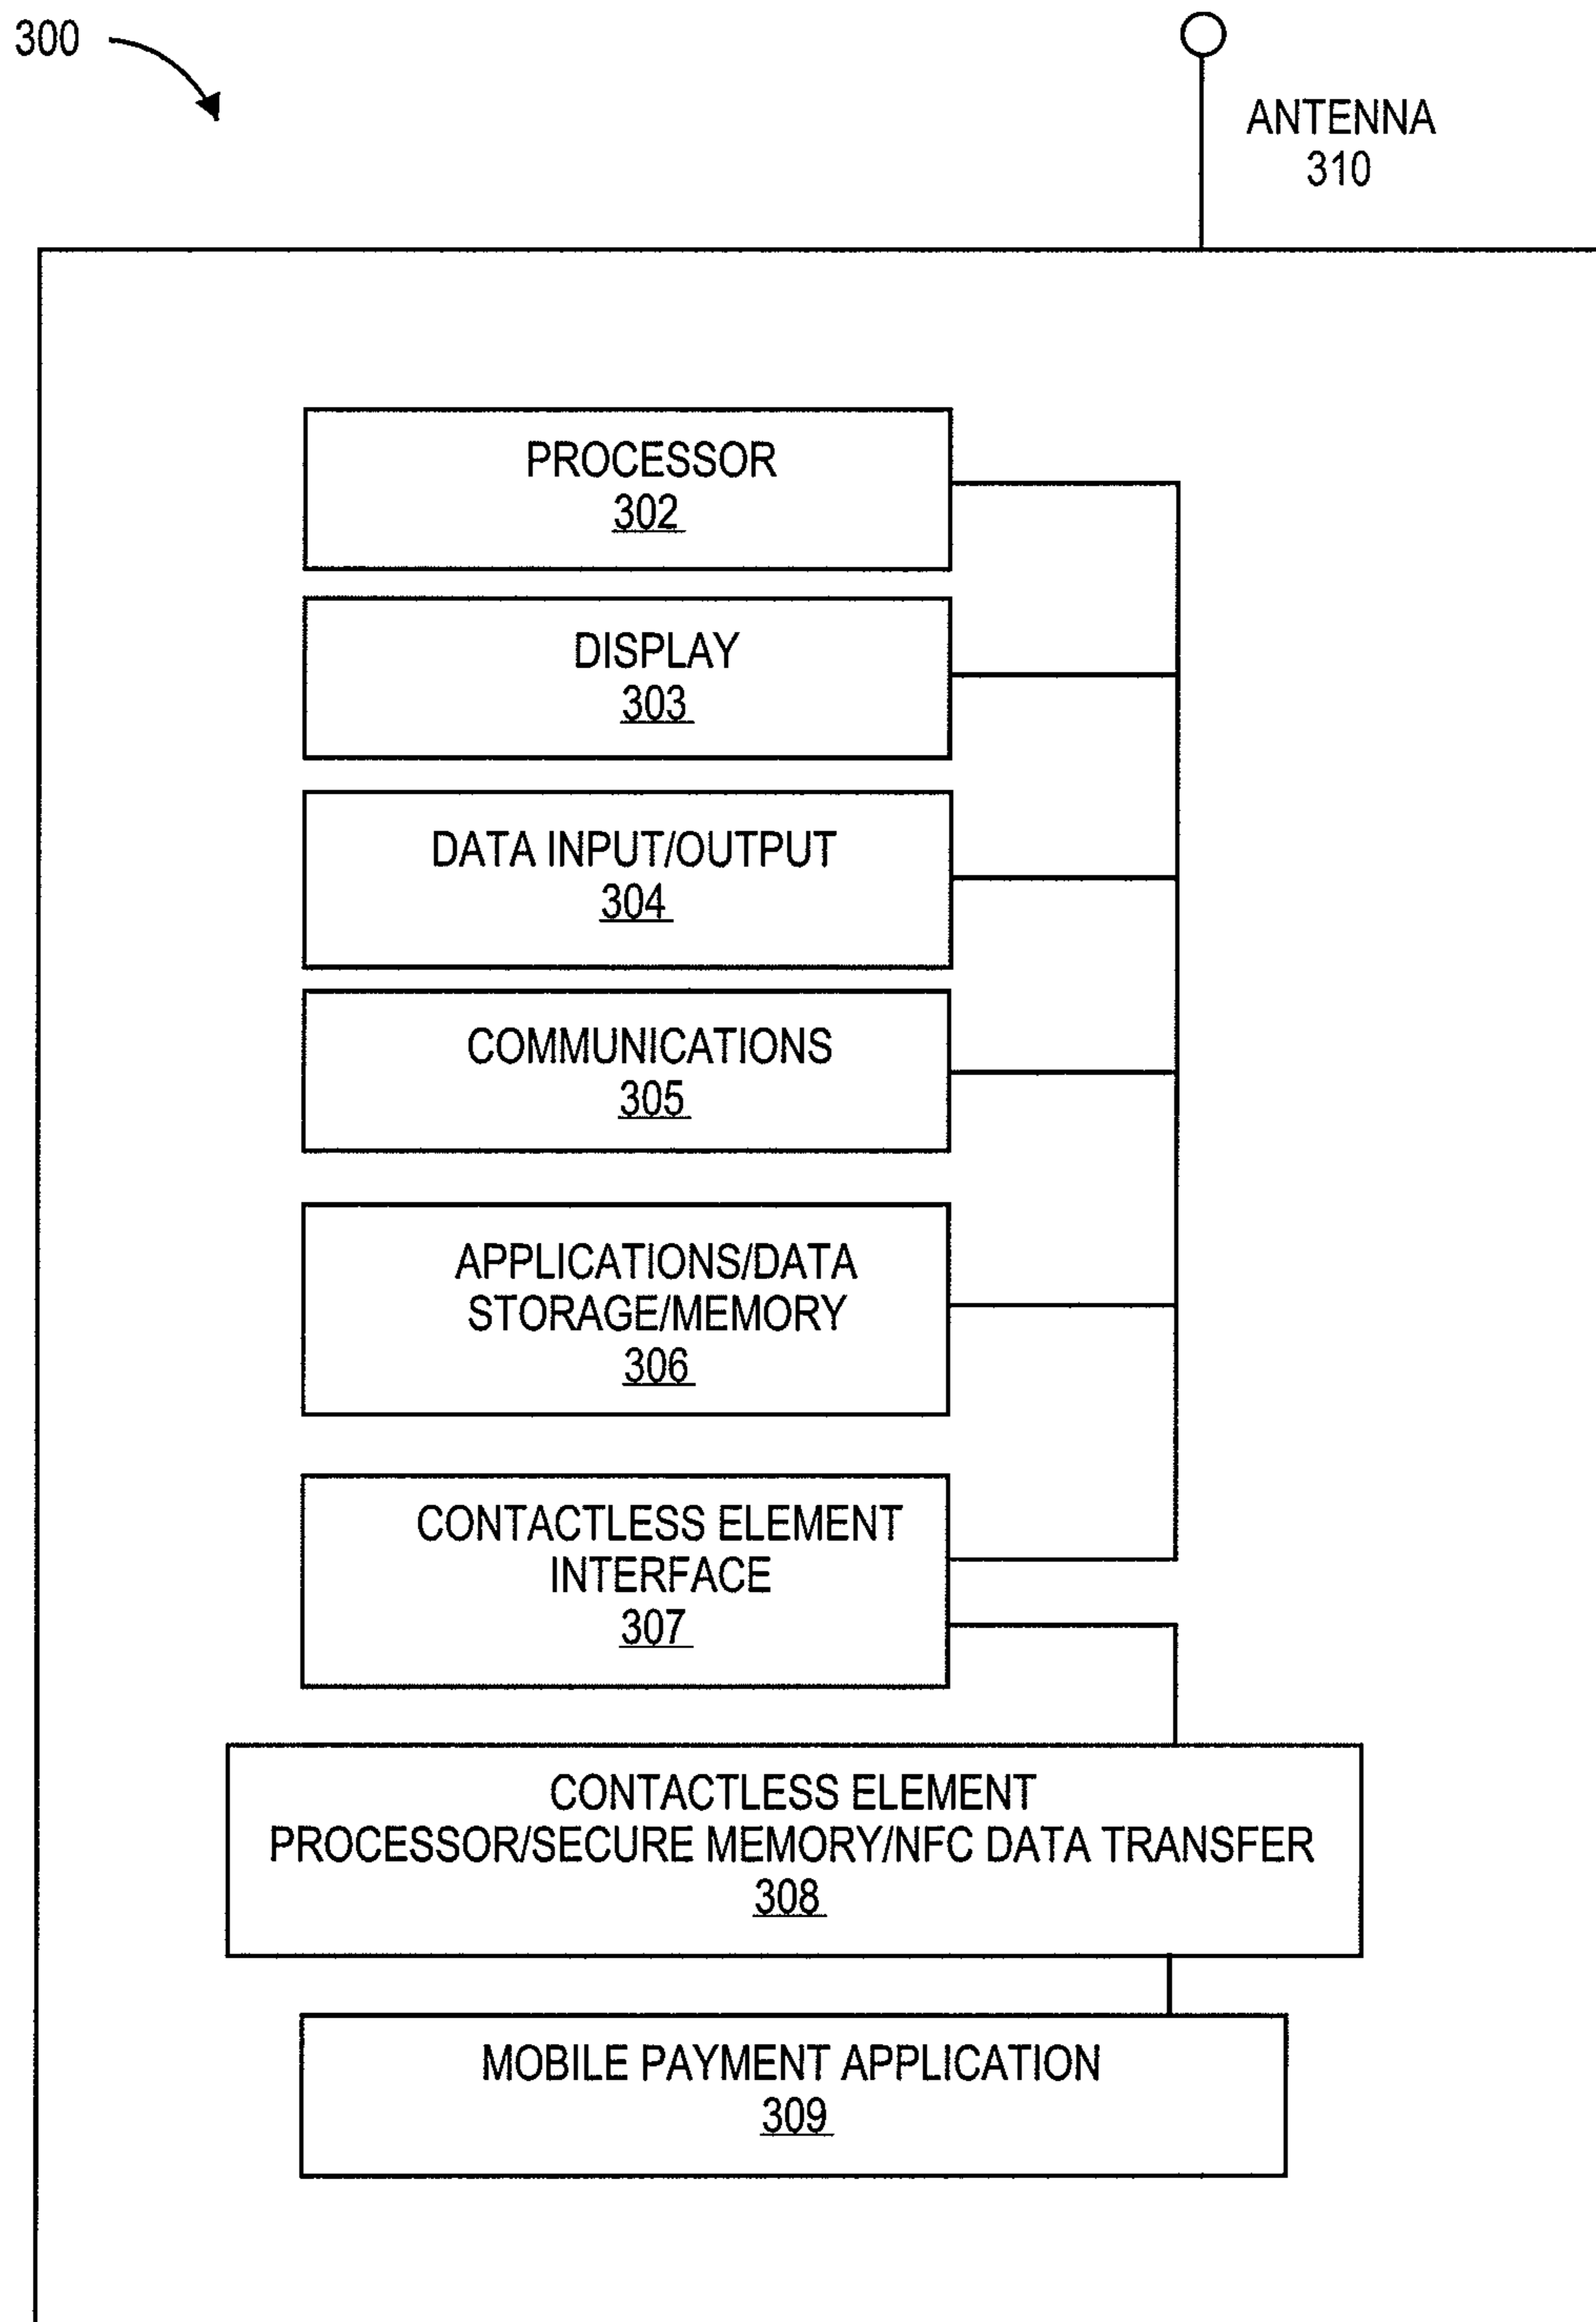 300
ANTENNA
310
PROCESSOR
302
DISPLAY
303
DATA INPUT/OUTPUT
304
COMMUNICATIONS
305
APPLICATIONS/DATA
STORAGE/MEMORY
306
CONTACTLESS ELEMENT
INTERFACE
307
CONTACTLESS ELEMENT
PROCESSOR/SECURE MEMORY/NFC DATA TRANSFER
308
MOBILE PAYMENT APPLICATION
309